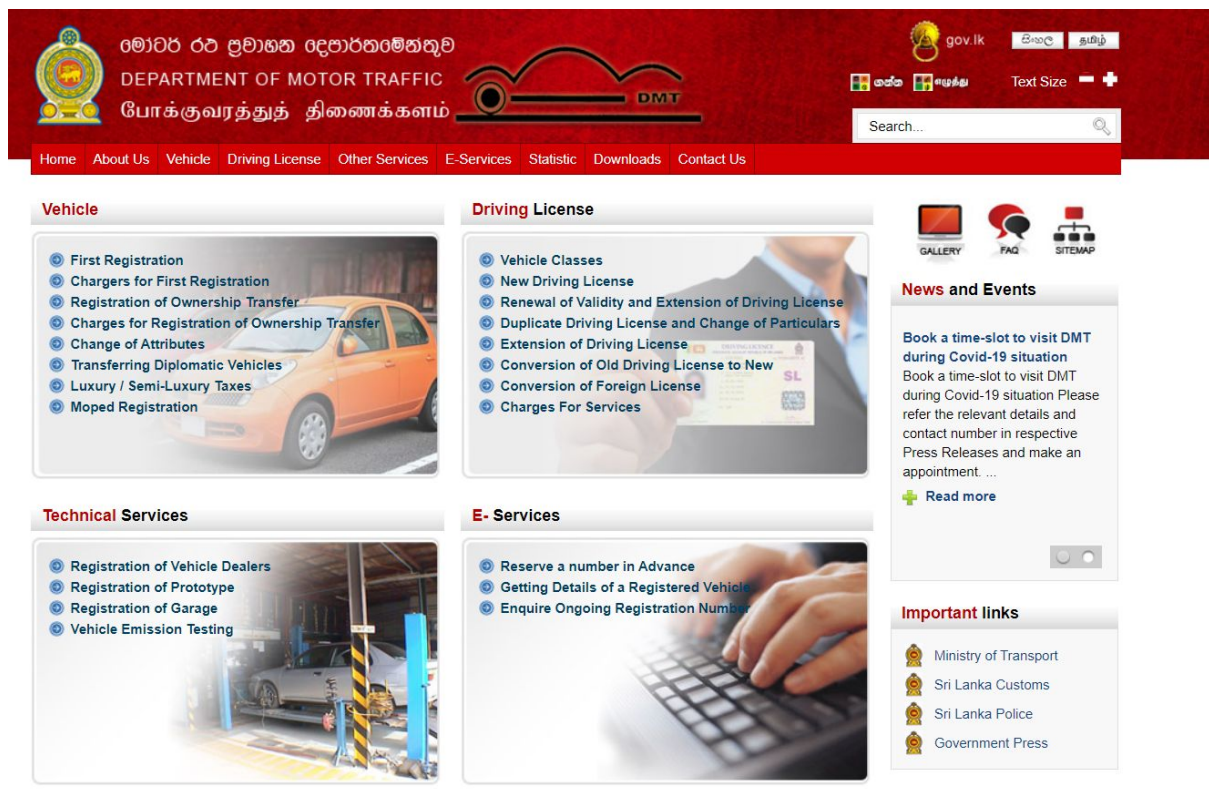 මෝටර් රථ ප්‍රවාහන දෙපාර්තමේන්තුව
DEPARTMENT OF MOTOR TRAFFIC
போக்குவரத்துத் திணைக்களம்
DMT
gov.lk
සිංහල
தமிழ்
ගන්න
எழுத்து
Text Size
Search...
Home About Us Vehicle Driving License Other Services E-Services Statistic Downloads Contact Us
Vehicle
First Registration
Chargers for First Registration
Registration of Ownership Transfer
Charges for Registration of Ownership Transfer
Change of Attributes
Transferring Diplomatic Vehicles
Luxury / Semi-Luxury Taxes
Moped Registration
Driving License
Vehicle Classes
New Driving License
Renewal of Validity and Extension of Driving License
Duplicate Driving License and Change of Particulars
Extension of Driving License
Conversion of Old Driving License to New
Conversion of Foreign License
Charges For Services
DRIVING LICENCE
SL
Technical Services
Registration of Vehicle Dealers
Registration of Prototype
Registration of Garage
Vehicle Emission Testing
E- Services
Reserve a number in Advance
Getting Details of a Registered Vehicle
Enquire Ongoing Registration Number
GALLERY
FAQ
SITEMAP
News and Events
Book a time-slot to visit DMT
during Covid-19 situation
Book a time-slot to visit DMT
during Covid-19 situation Please
refer the relevant details and
contact number in respective
Press Releases and make an
appointment. ...
Read more
Important links
Ministry of Transport
Sri Lanka Customs
Sri Lanka Police
Government Press